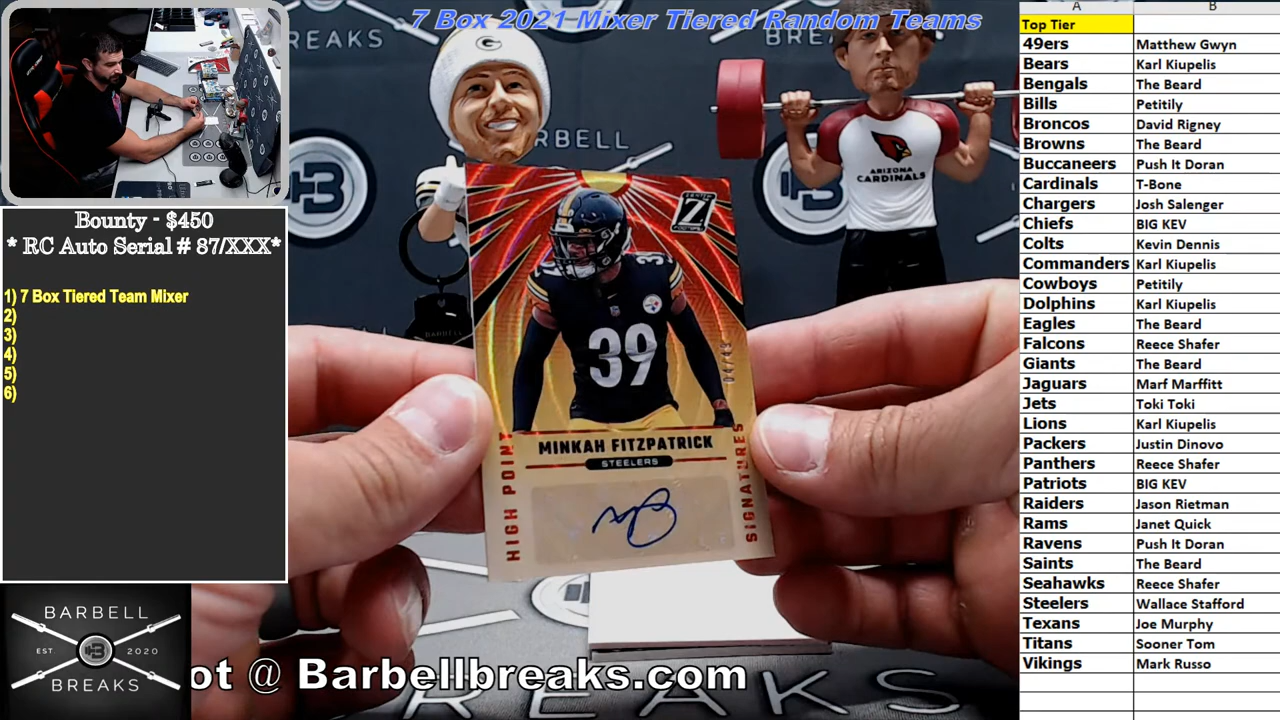 7 Box 2021 Mixer Tiered Random Teams
Bounty - $450
* RC Auto Serial # 87/XXX*
1) 7 Box Tiered Team Mixer
2)
3)
4)
5)
6)
BARBELL
EST. 2020
BREAKS
ot @ Barbellbreaks.com
BREAKS
BARBELL
BREAKS
G
ARIZONA
CARDINALS
Z
39
MINKAH FITZPATRICK
STEELERS
HIGH POINT
SIGNATURES
A B
Top Tier
49ers Matthew Gwyn
Bears Karl Kiupelis
Bengals The Beard
Bills Petitily
Broncos David Rigney
Browns The Beard
Buccaneers Push It Doran
Cardinals T-Bone
Chargers Josh Salenger
Chiefs BIG KEV
Colts Kevin Dennis
Commanders Karl Kiupelis
Cowboys Petitily
Dolphins Karl Kiupelis
Eagles The Beard
Falcons Reece Shafer
Giants The Beard
Jaguars Marf Marffitt
Jets Toki Toki
Lions Karl Kiupelis
Packers Justin Dinovo
Panthers Reece Shafer
Patriots BIG KEV
Raiders Jason Rietman
Rams Janet Quick
Ravens Push It Doran
Saints The Beard
Seahawks Reece Shafer
Steelers Wallace Stafford
Texans Joe Murphy
Titans Sooner Tom
Vikings Mark Russo